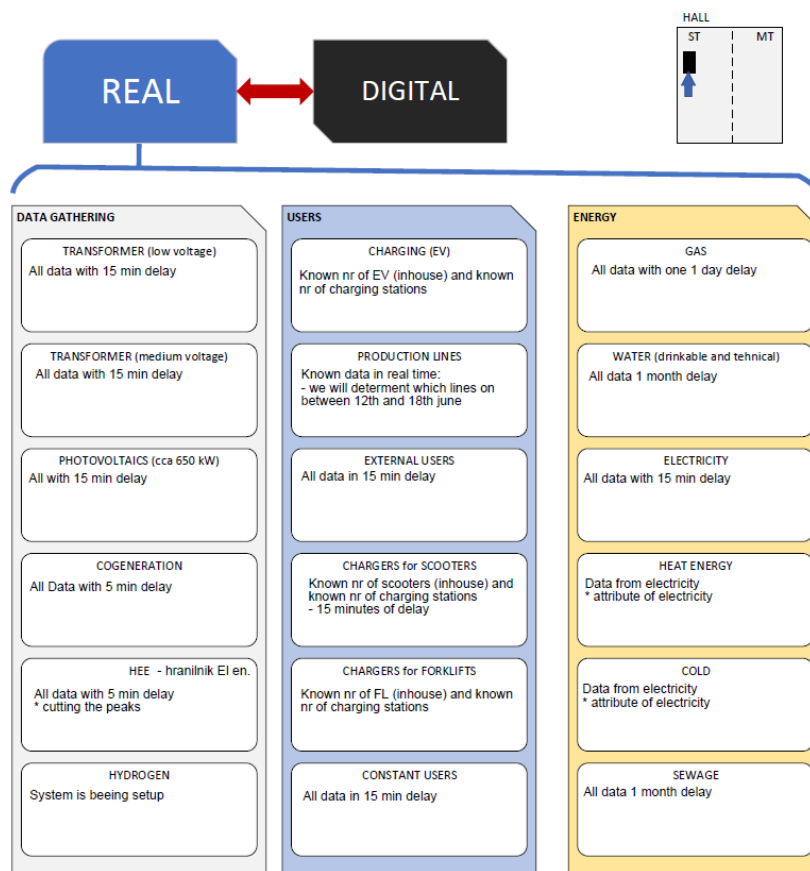 REAL
DIGITAL
HALL
ST
MT
DATA GATHERING
TRANSFORMER (low voltage)
All data with 15 min delay
TRANSFORMER (medium voltage)
All data with 15 min delay
PHOTOVOLTAICS (cca 650 kW)
All with 15 min delay
COGENERATION
All Data with 5 min delay
HEE - hranilnik El en.
All data with 5 min delay
* cutting the peaks
HYDROGEN
System is beeing setup
USERS
CHARGING (EV)
Known nr of EV (inhouse) and known
nr of charging stations
PRODUCTION LINES
Known data in real time:
- we will determent which lines on
between 12th and 18th june
EXTERNAL USERS
All data in 15 min delay
CHARGERS for SCOOTERS
Known nr of scooters (inhouse) and
known nr of charging stations
- 15 minutes of delay
CHARGERS for FORKLIFTS
Known nr of FL (inhouse) and known
nr of charging stations
CONSTANT USERS
All data in 15 min delay
ENERGY
GAS
All data with one 1 day delay
WATER (drinkable and tehnical)
All data 1 month delay
ELECTRICITY
All data with 15 min delay
HEAT ENERGY
Data from electricity
* attribute of electricity
COLD
Data from electricity
* attribute of electricity
SEWAGE
All data 1 month delay